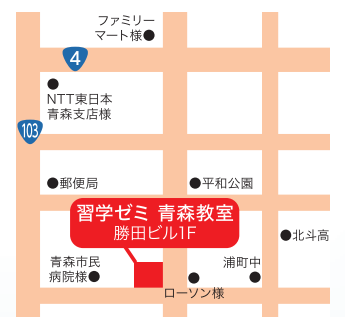 ファミリー
マート様
4
NTT東日本
青森支店様
103
郵便局
平和公園
習学ゼミ 青森教室
勝田ビル1F
北斗高
青森市民
病院様
浦町中
ローソン様